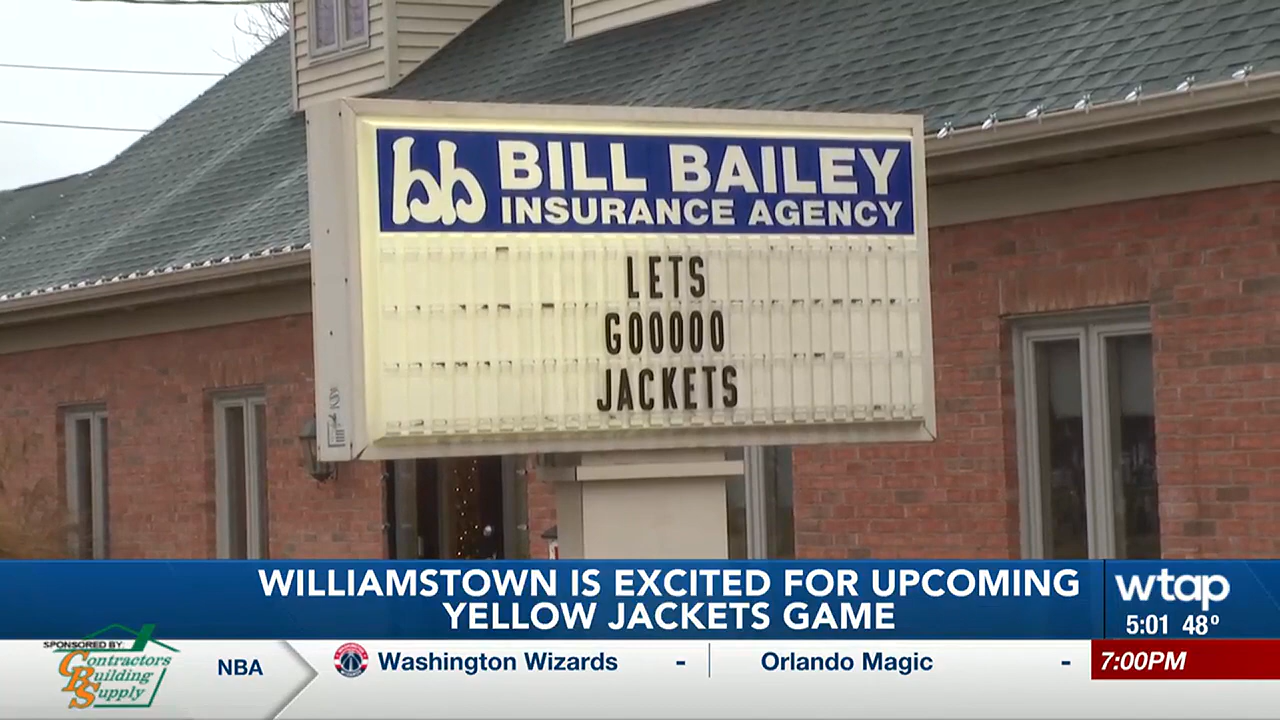 bb BILL BAILEY
INSURANCE AGENCY
LETS
GOOOOO
JACKETS
WILLIAMSTOWN IS EXCITED FOR UPCOMING
YELLOW JACKETS GAME
wtap
5:01 48°
SPONSORED BY:
Contractors
Building
Supply
NBA
Washington Wizards -
Orlando Magic -
7:00PM